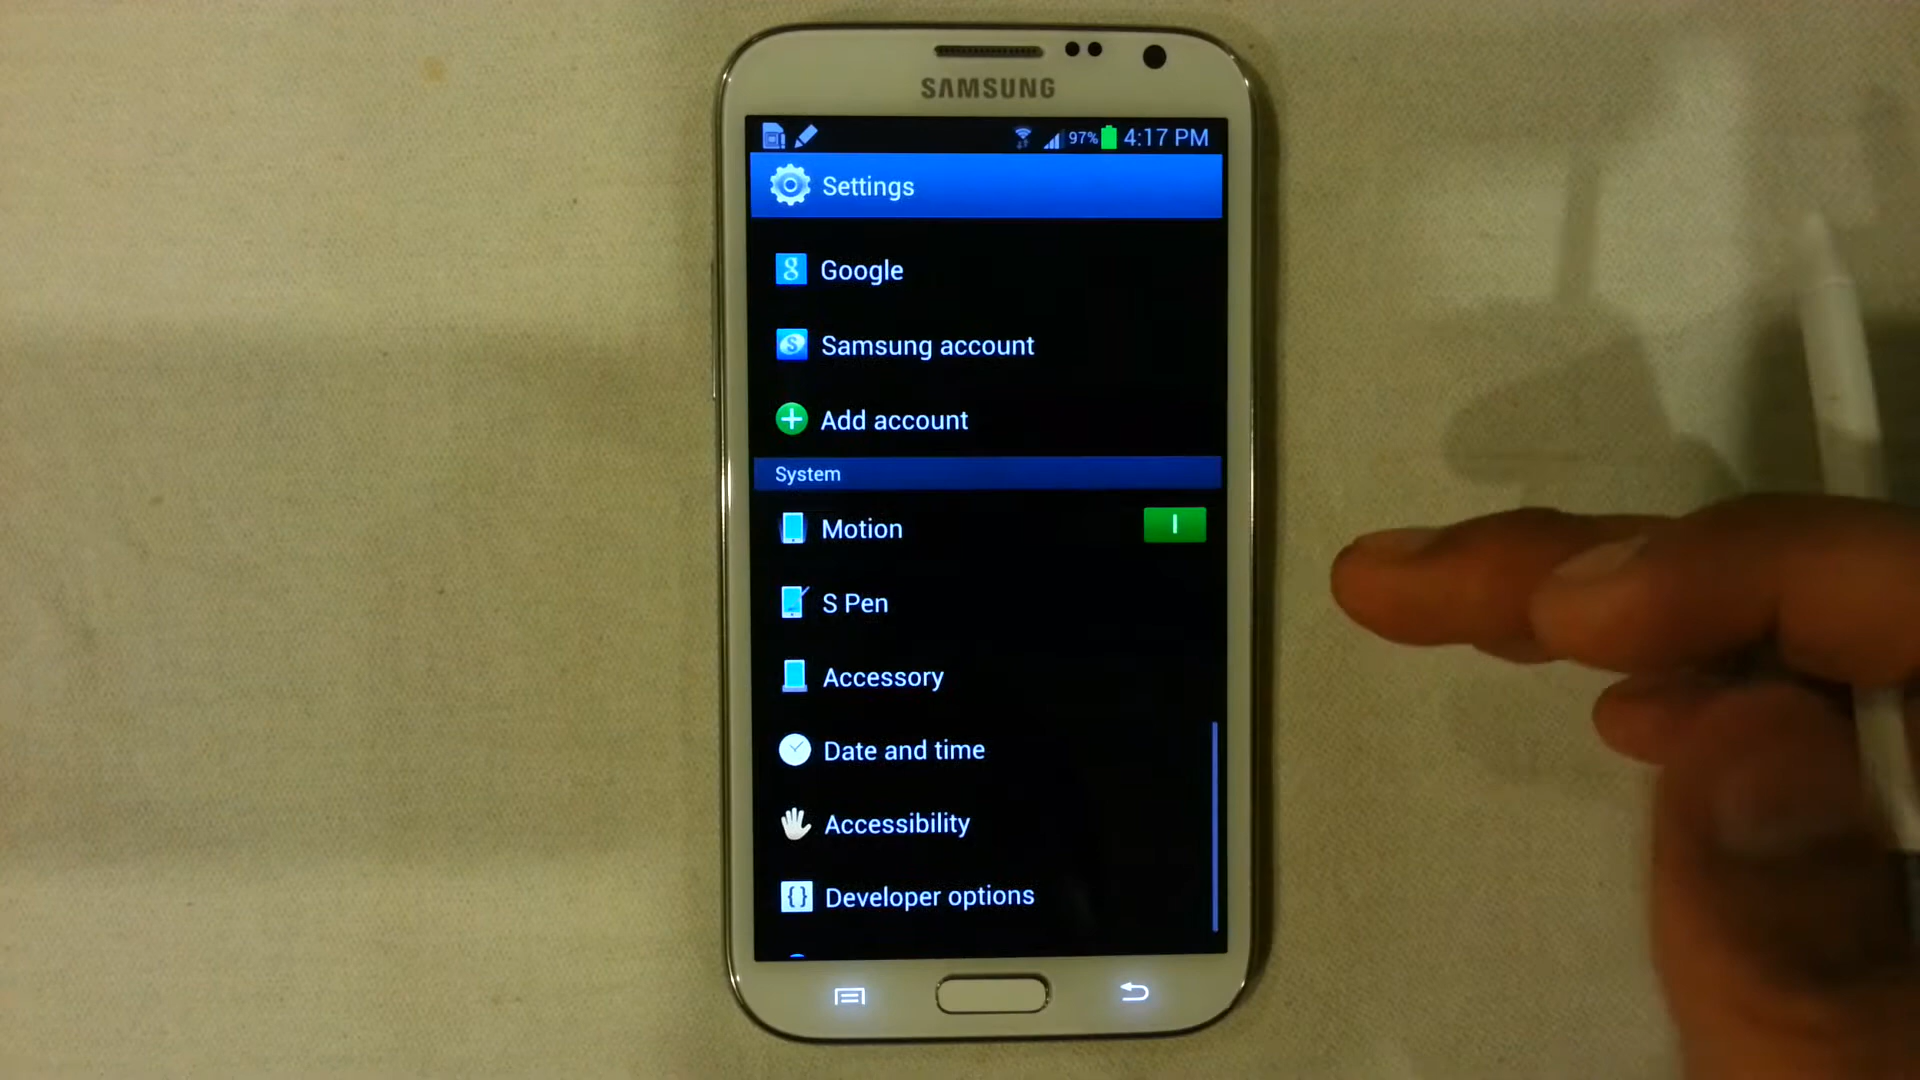 SAMSUNG
97% 4:17 PM
Settings
Google
Samsung account
Add account
System
Motion
S Pen
Accessory
Date and time
Accessibility
Developer options